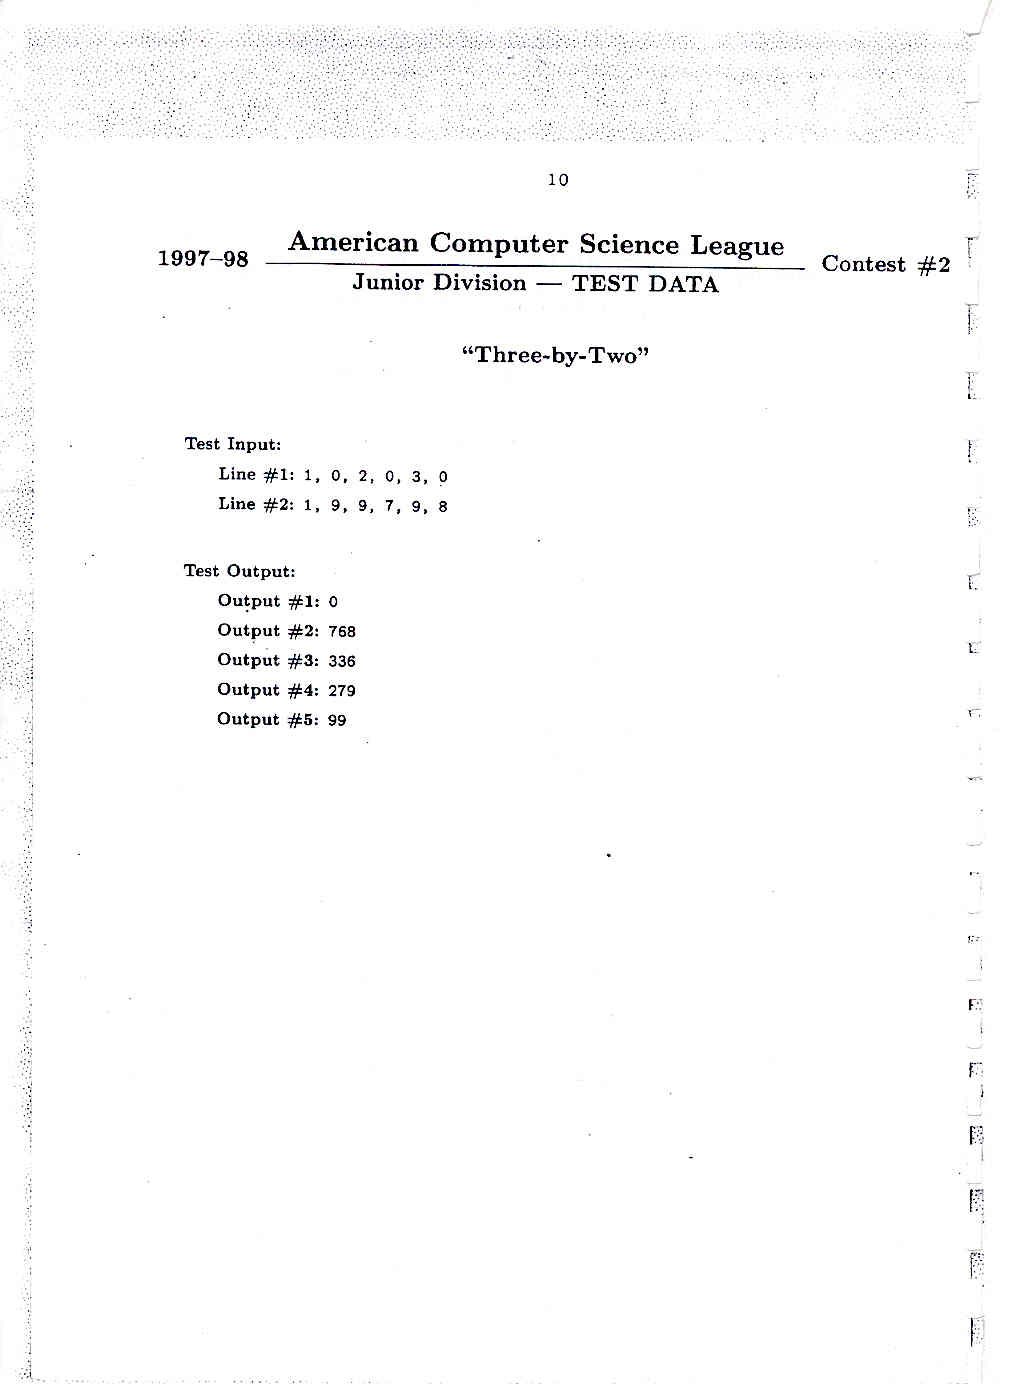 10
1997–98 American Computer Science League Contest #2
Junior Division — TEST DATA
“Three-by-Two”
Test Input:
Line #1: 1, 0, 2, 0, 3, 0
Line #2: 1, 9, 9, 7, 9, 8
Test Output:
Output #1: 0
Output #2: 768
Output #3: 336
Output #4: 279
Output #5: 99